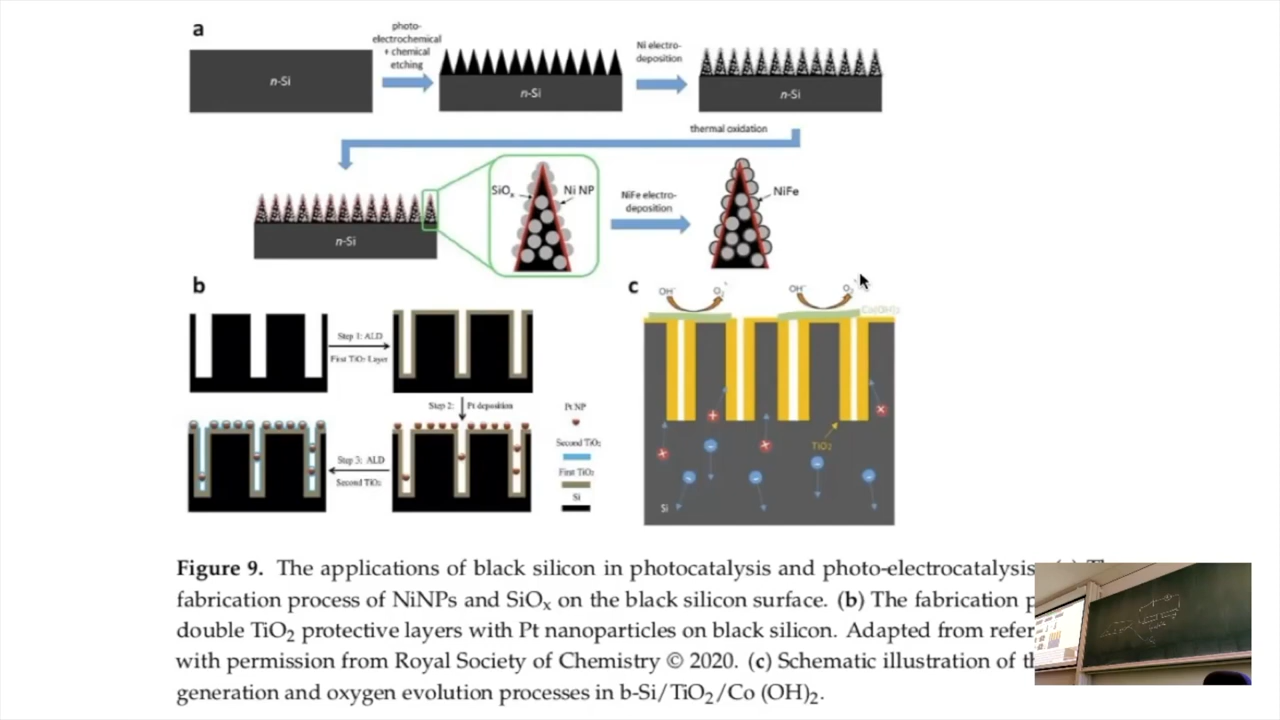 a
photo-
electrochemical
+ chemical
etching
Ni electro-
deposition
n-Si
n-Si
n-Si
thermal oxidation
SiOₓ
Ni NP
NiFe electro-
deposition
NiFe
n-Si
b
Step 1: ALD
First TiO₂ Layer
Step 2: Pt deposition
Step 3: ALD
Second TiO₂
Pt NP
Second TiO₂
First TiO₂
Si
c
OH⁻
O₂
OH⁻
O₂
Co(OH)₂
TiO₂
Si
Figure 9. The applications of black silicon in photocatalysis and photo-electrocatalysis.
fabrication process of NiNPs and SiOₓ on the black silicon surface. (b) The fabrication
double TiO₂ protective layers with Pt nanoparticles on black silicon. Adapted from
with permission from Royal Society of Chemistry © 2020. (c) Schematic illustration of
generation and oxygen evolution processes in b-Si/TiO₂/Co (OH)₂.